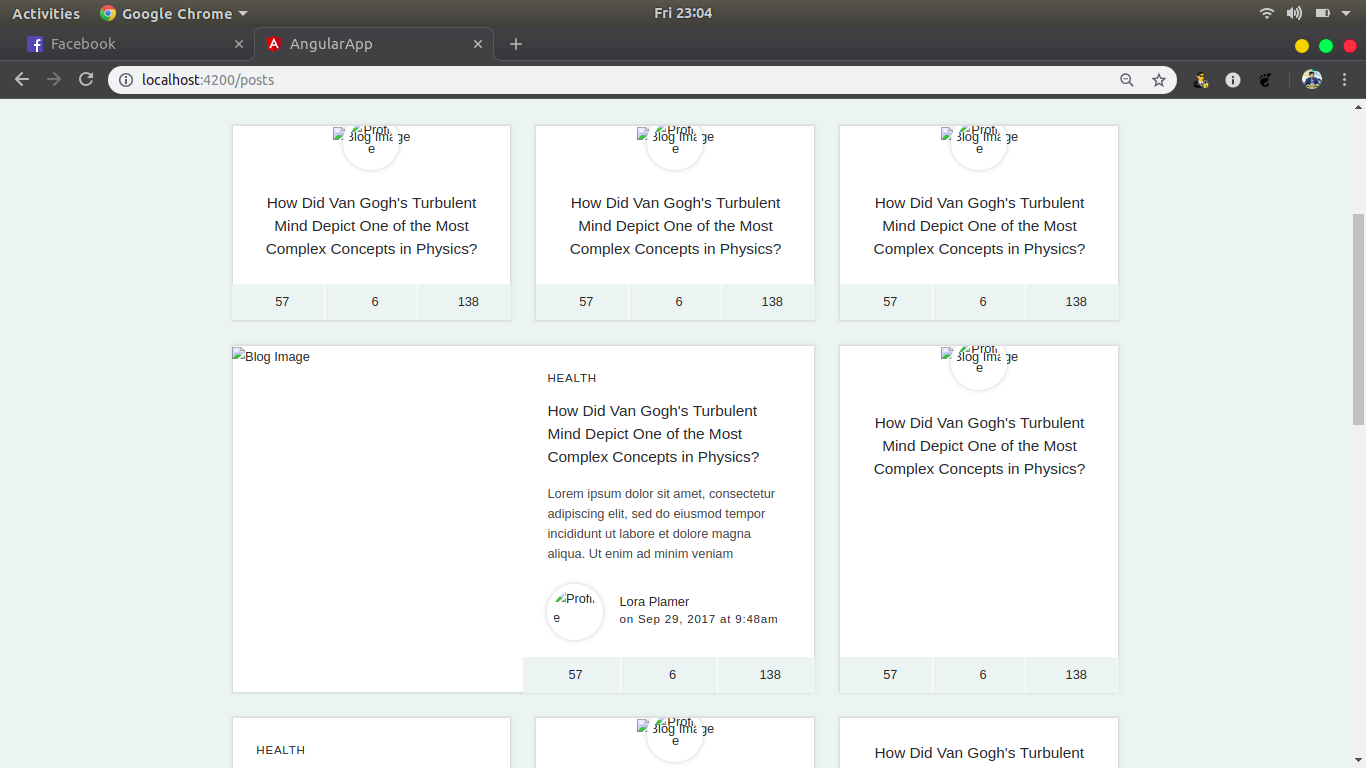 Activities Google Chrome Fri 23:04
Facebook AngularApp
localhost:4200/posts
Blog Image Profile
How Did Van Gogh's Turbulent
Mind Depict One of the Most
Complex Concepts in Physics?
57 6 138
Blog Image Profile
How Did Van Gogh's Turbulent
Mind Depict One of the Most
Complex Concepts in Physics?
57 6 138
Blog Image Profile
How Did Van Gogh's Turbulent
Mind Depict One of the Most
Complex Concepts in Physics?
57 6 138
Blog Image
HEALTH
How Did Van Gogh's Turbulent
Mind Depict One of the Most
Complex Concepts in Physics?
Lorem ipsum dolor sit amet, consectetur
adipiscing elit, sed do eiusmod tempor
incididunt ut labore et dolore magna
aliqua. Ut enim ad minim veniam
Profile
Lora Plamer
on Sep 29, 2017 at 9:48am
57 6 138
Blog Image Profile
How Did Van Gogh's Turbulent
Mind Depict One of the Most
Complex Concepts in Physics?
57 6 138
HEALTH
Blog Image Profile
How Did Van Gogh's Turbulent